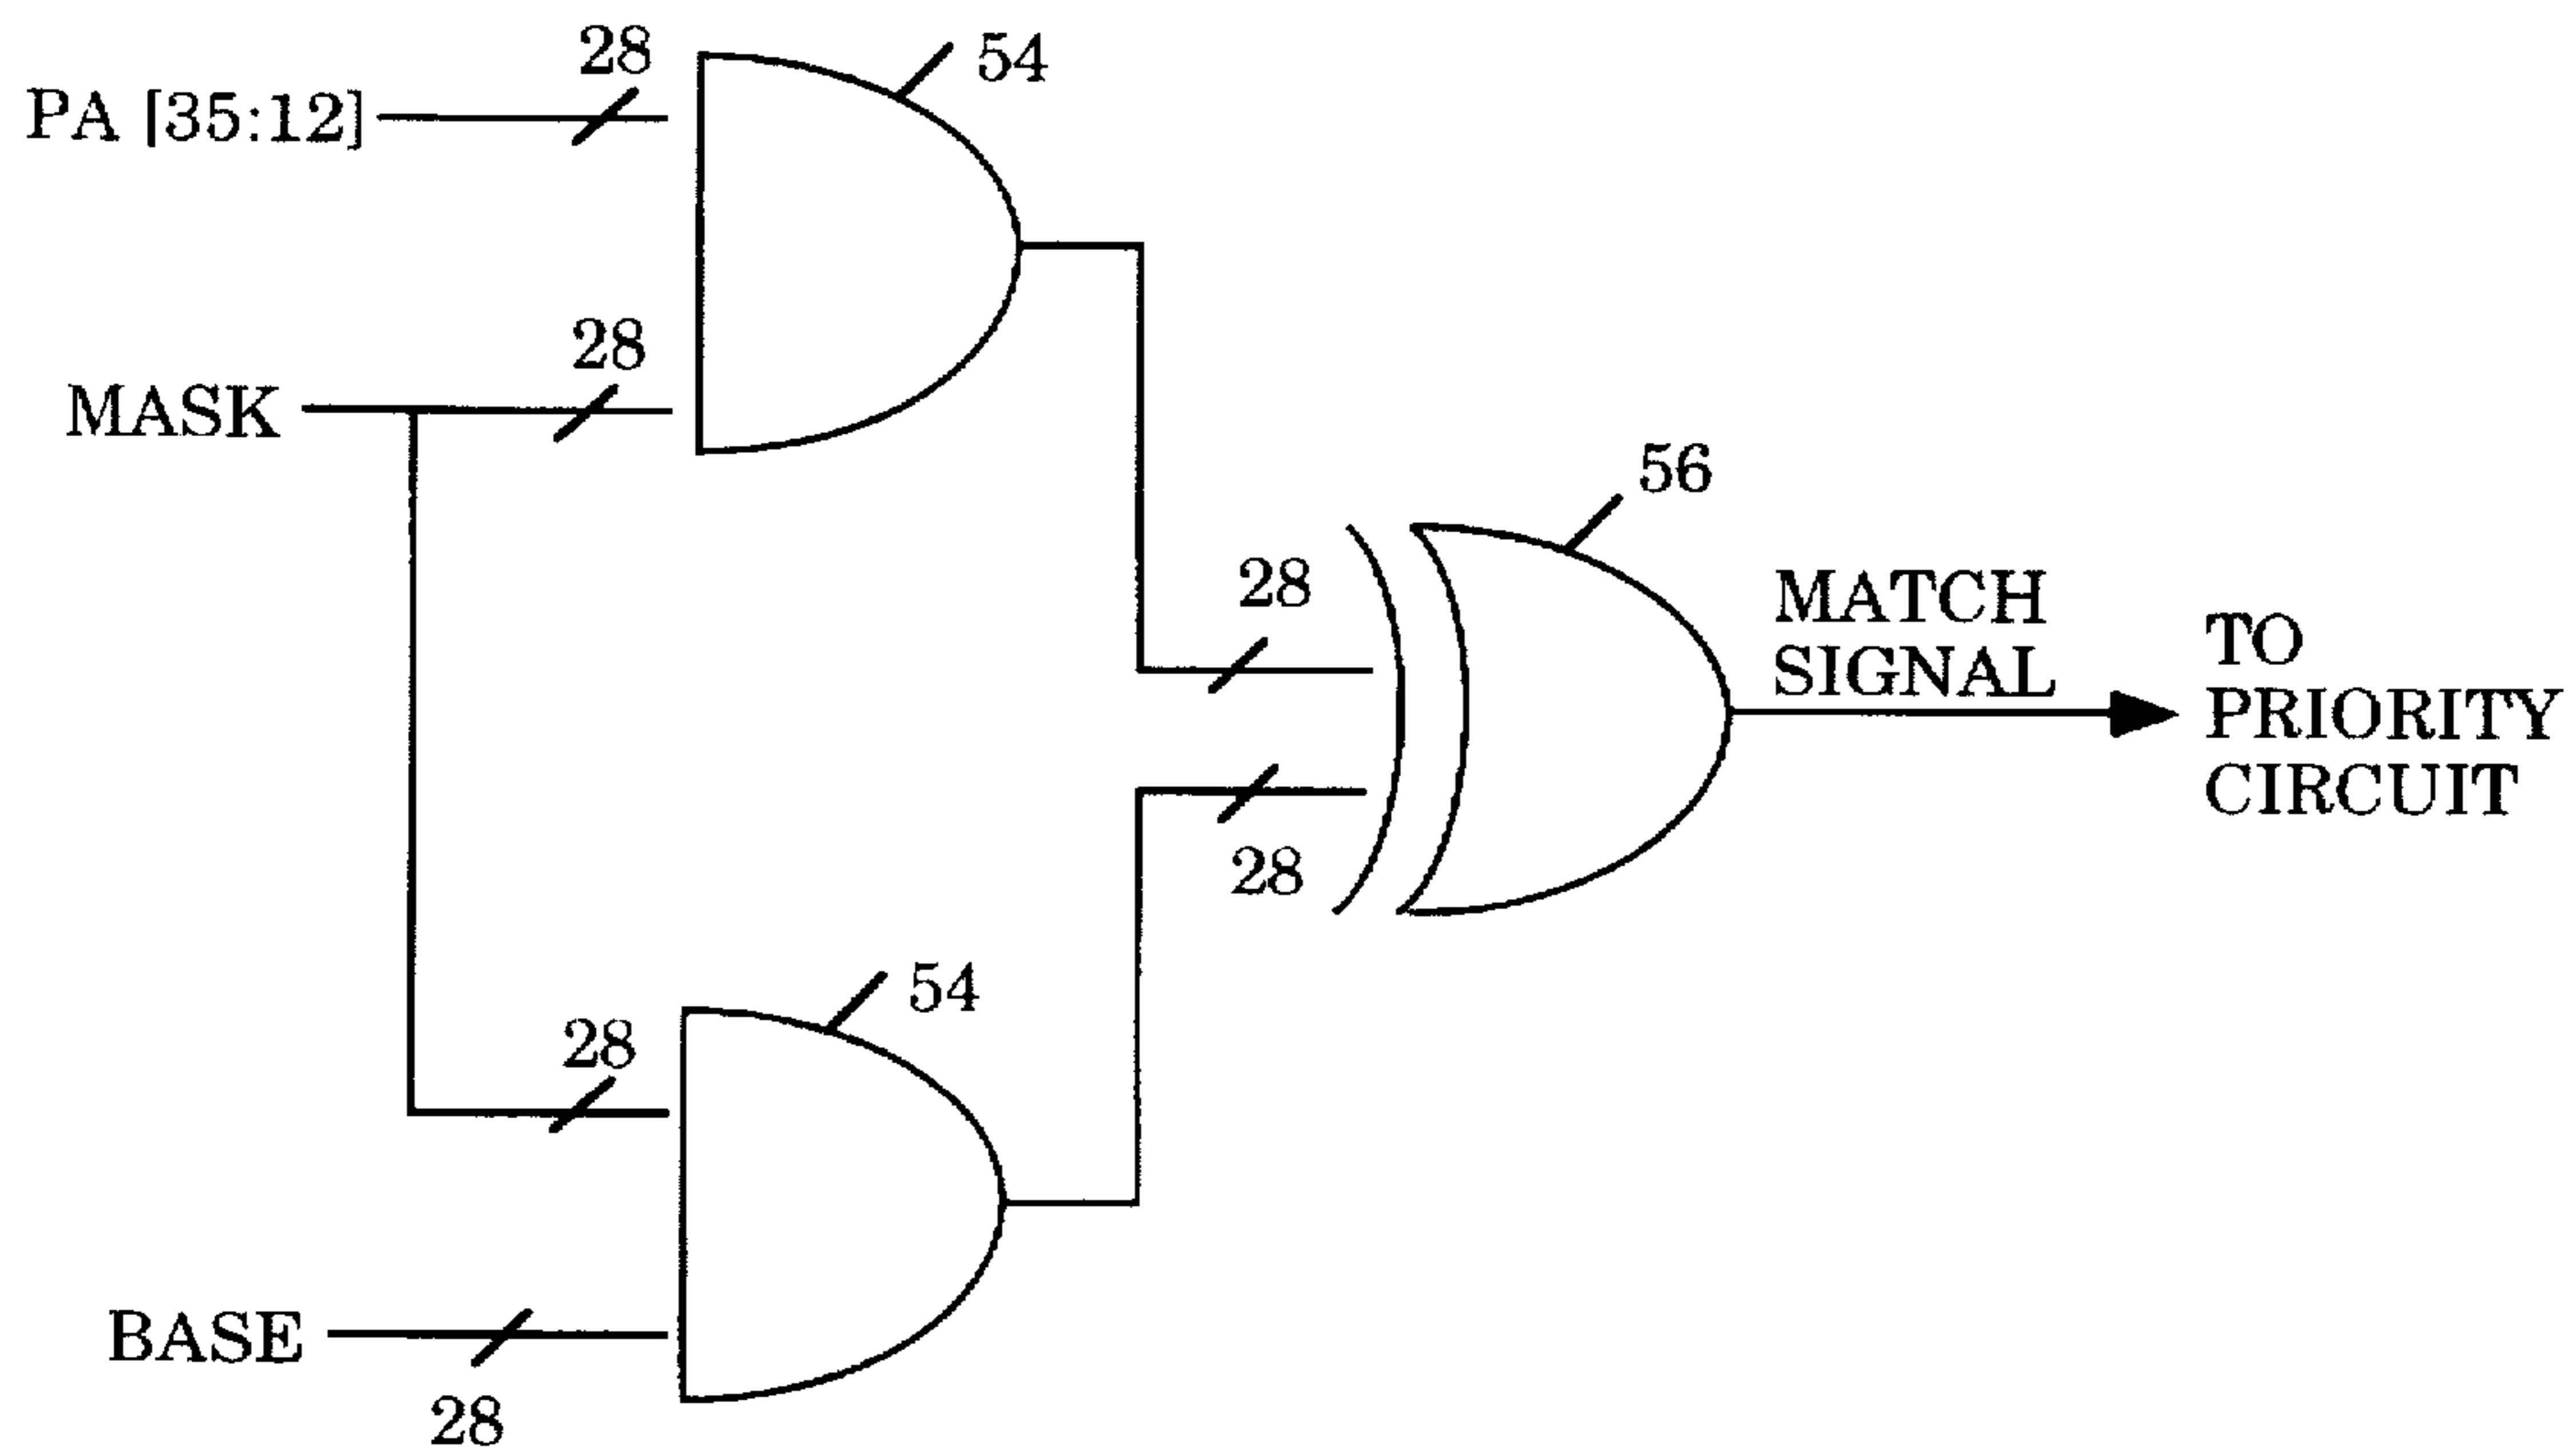 28
54
PA [35:12]
28
MASK
56
28
MATCH
SIGNAL
TO
PRIORITY
CIRCUIT
28
54
28
BASE
28